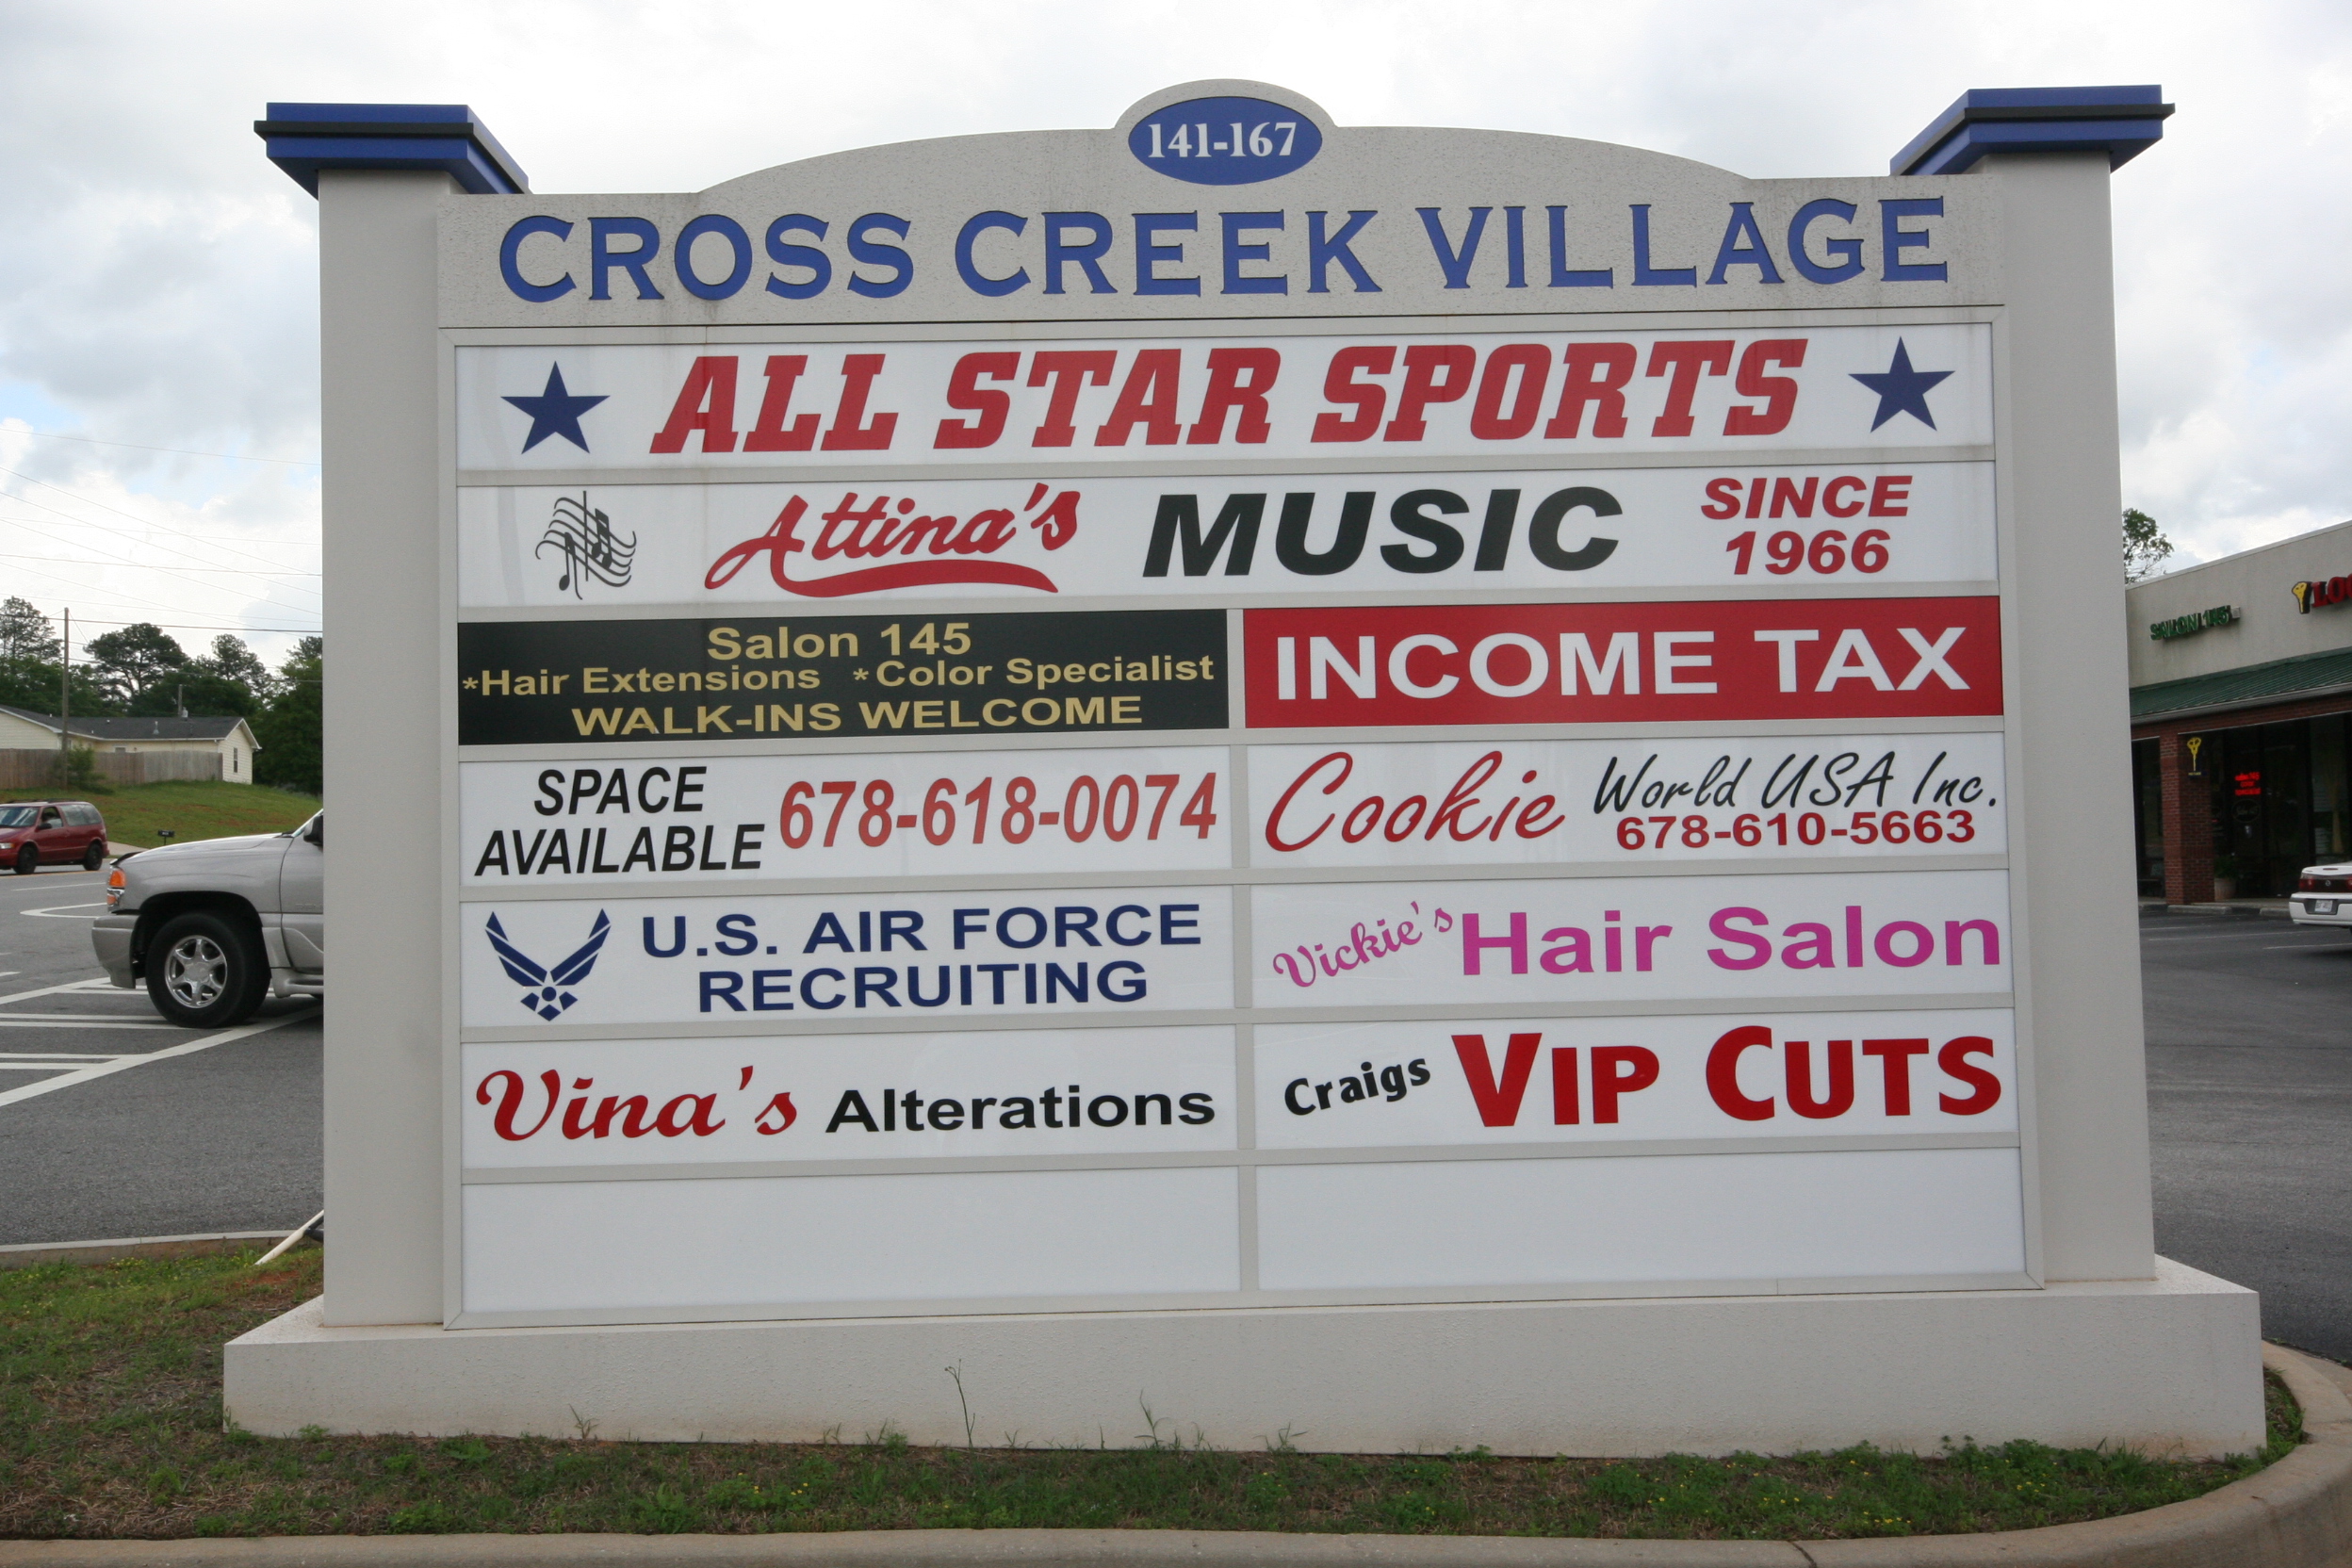 141-167
CROSS CREEK VILLAGE
ALL STAR SPORTS
Attina's MUSIC SINCE
1966
Salon 145
*Hair Extensions *Color Specialist
WALK-INS WELCOME
INCOME TAX
SPACE
AVAILABLE 678-618-0074
Cookie World USA Inc.
678-610-5663
U.S. AIR FORCE
RECRUITING
Vickie's Hair Salon
Vina's Alterations
Craigs VIP CUTS
SALON 145